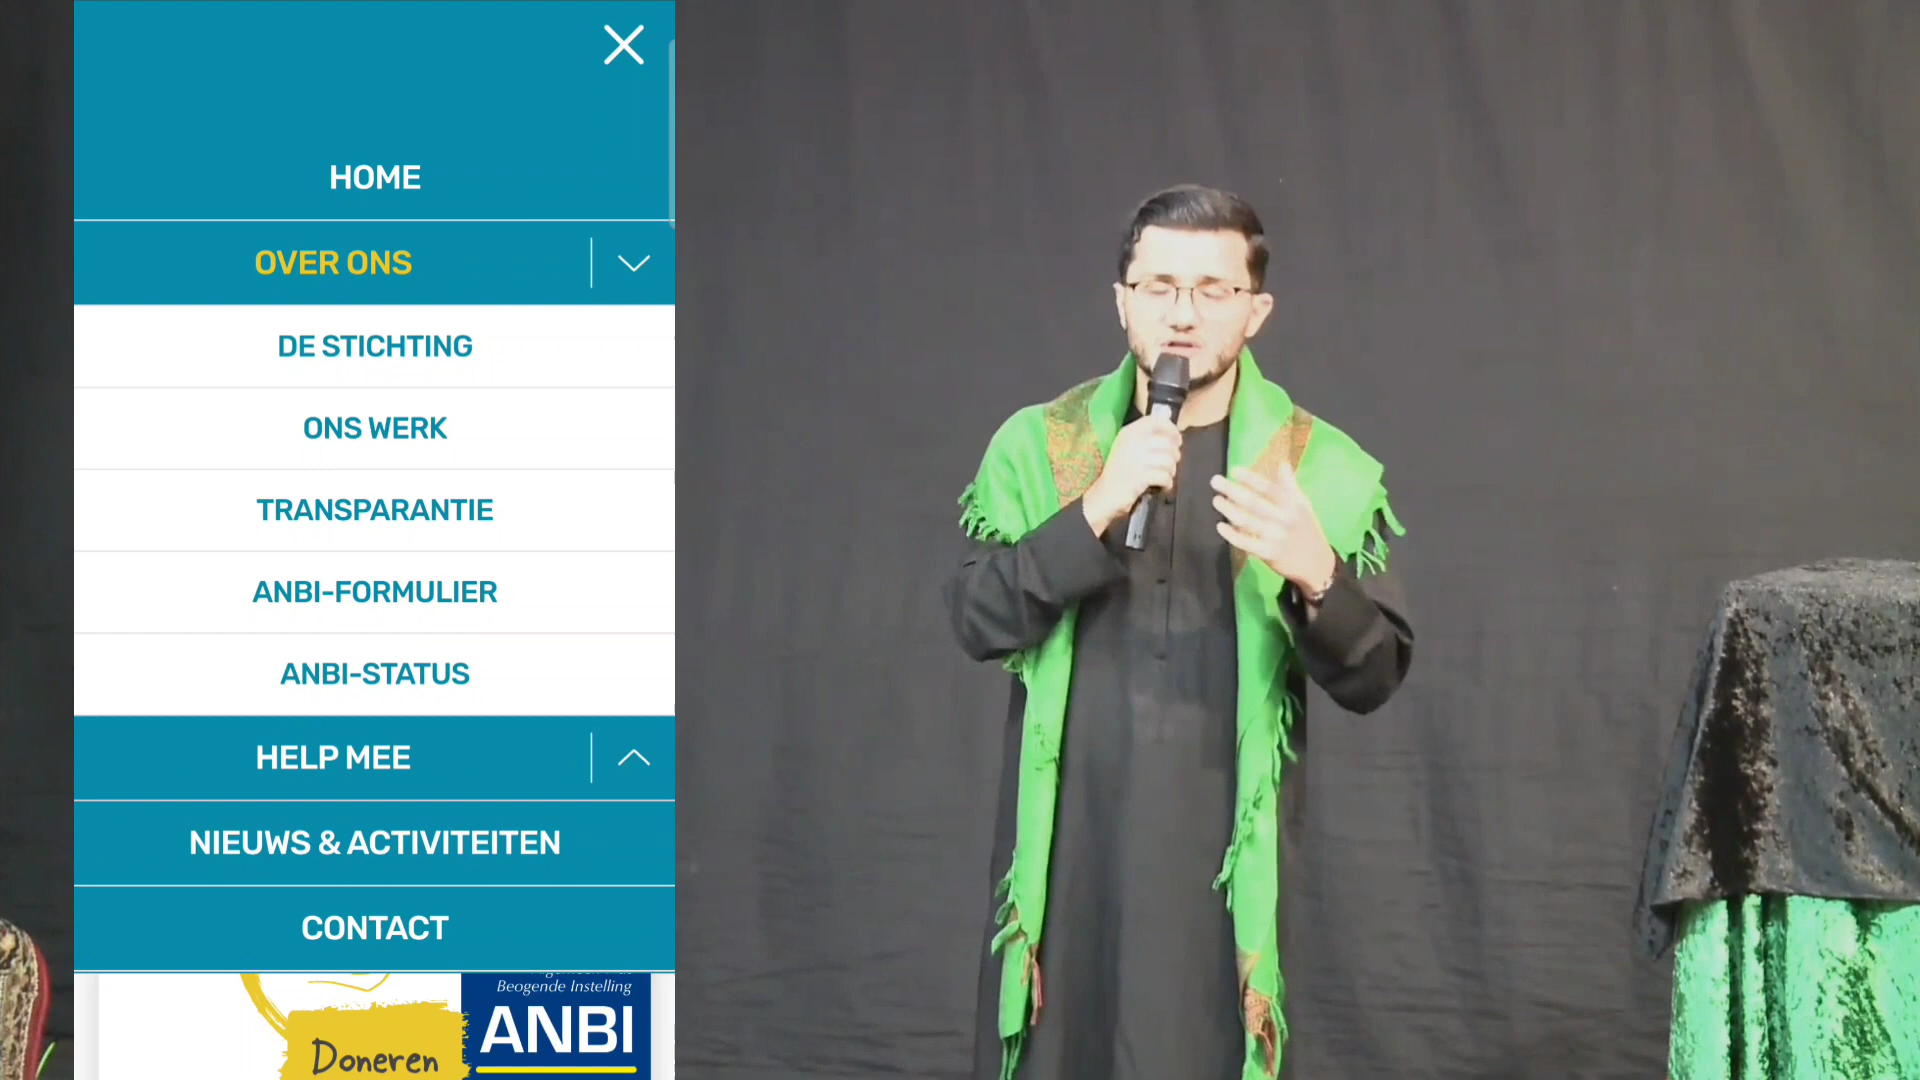 HOME
OVER ONS
DE STICHTING
ONS WERK
TRANSPARANTIE
ANBI-FORMULIER
ANBI-STATUS
HELP MEE
NIEUWS & ACTIVITEITEN
CONTACT
Beogende Instelling
ANBI
Doneren